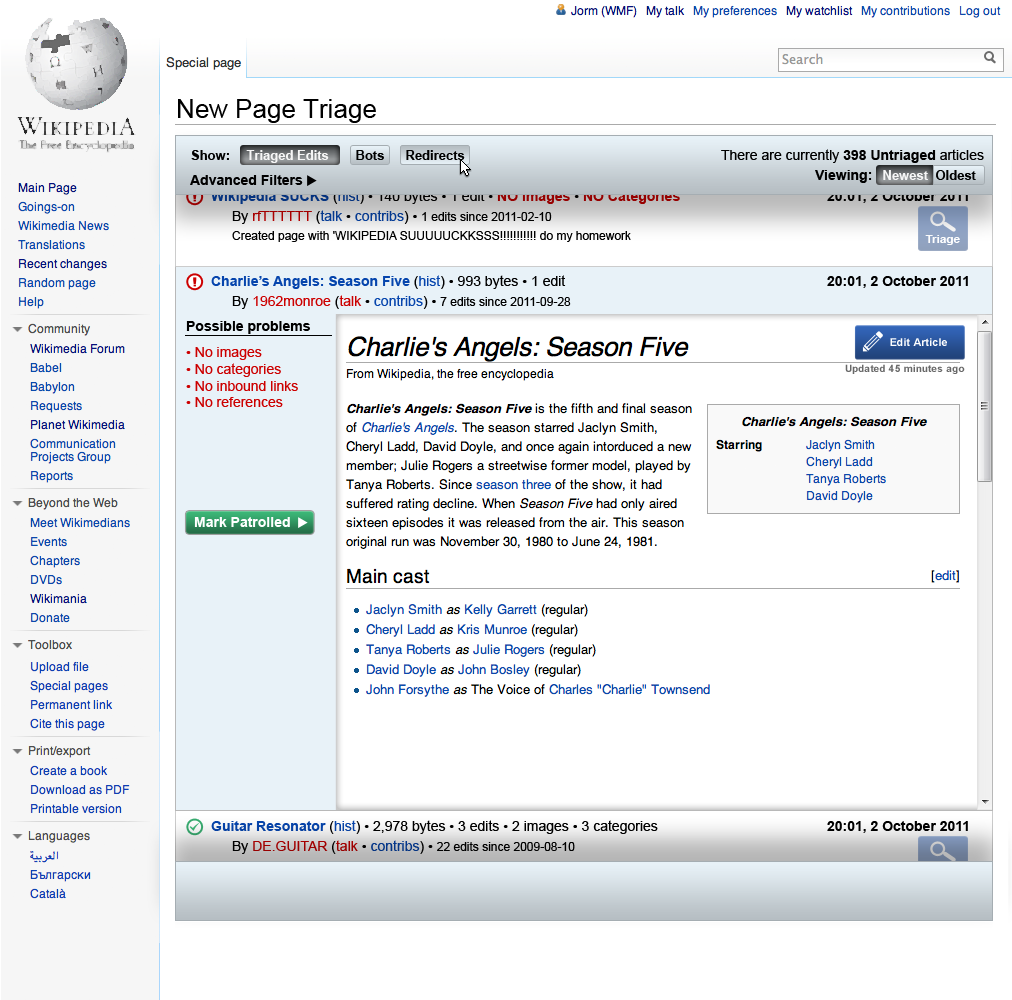 Jorm (WMF) My talk My preferences My watchlist My contributions Log out
WIKIPEDIA
The Free Encyclopedia
Special page
Search
New Page Triage
Show: Triaged Edits Bots Redirects
There are currently 398 Untriaged articles
Advanced Filters
Viewing: Newest Oldest
Wikipedia SUCKS (hist) • 140 bytes • 1 edit • NO Images • NO Categories
20:01, 2 October 2011
By rfTTTTTT (talk • contribs) • 1 edits since 2011-02-10
Created page with 'WIKIPEDIA SUUUUUCKKSSS!!!!!!!!!!! do my homework
Triage
Charlie's Angels: Season Five (hist) • 993 bytes • 1 edit
20:01, 2 October 2011
By 1962monroe (talk • contribs) • 7 edits since 2011-09-28
Possible problems
• No images
• No categories
• No inbound links
• No references
Mark Patrolled
Charlie's Angels: Season Five
Edit Article
Updated 45 minutes ago
From Wikipedia, the free encyclopedia
Charlie's Angels: Season Five is the fifth and final season
of Charlie's Angels. The season starred Jaclyn Smith,
Cheryl Ladd, David Doyle, and once again intorduced a new
member; Julie Rogers a streetwise former model, played by
Tanya Roberts. Since season three of the show, it had
suffered rating decline. When Season Five had only aired
sixteen episodes it was released from the air. This season
original run was November 30, 1980 to June 24, 1981.
Charlie's Angels: Season Five
Starring Jaclyn Smith
Cheryl Ladd
Tanya Roberts
David Doyle
Main cast
[edit]
• Jaclyn Smith as Kelly Garrett (regular)
• Cheryl Ladd as Kris Munroe (regular)
• Tanya Roberts as Julie Rogers (regular)
• David Doyle as John Bosley (regular)
• John Forsythe as The Voice of Charles "Charlie" Townsend
Guitar Resonator (hist) • 2,978 bytes • 3 edits • 2 images • 3 categories
20:01, 2 October 2011
By DE.GUITAR (talk • contribs) • 22 edits since 2009-08-10
Main Page
Goings-on
Wikimedia News
Translations
Recent changes
Random page
Help
Community
Wikimedia Forum
Babel
Babylon
Requests
Planet Wikimedia
Communication
Projects Group
Reports
Beyond the Web
Meet Wikimedians
Events
Chapters
DVDs
Wikimania
Donate
Toolbox
Upload file
Special pages
Permanent link
Cite this page
Print/export
Create a book
Download as PDF
Printable version
Languages
العربية
Български
Català